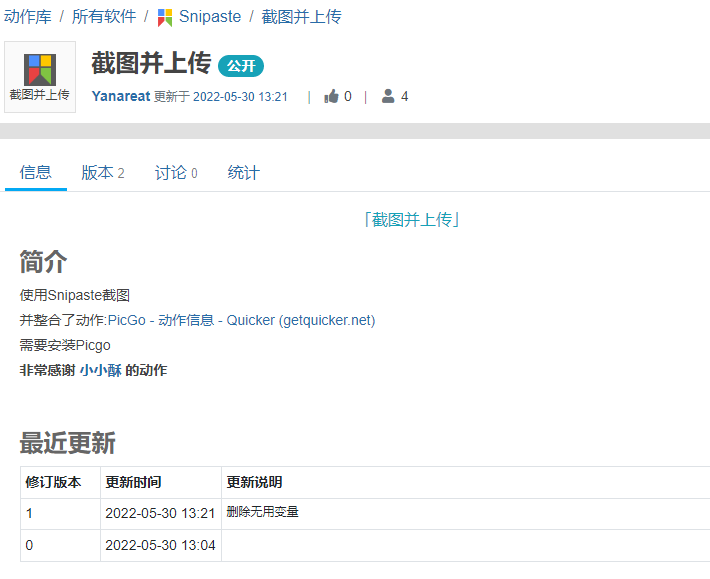 动作库 / 所有软件 / Snipaste / 截图并上传
截图并上传 公开
截图并上传
Yanareat 更新于 2022-05-30 13:21 | 0 | 4
信息 版本 2 讨论 0 统计
「截图并上传」
简介
使用Snipaste截图
并整合了动作:PicGo - 动作信息 - Quicker (getquicker.net)
需要安装Picgo
非常感谢 小小酥 的动作
最近更新
修订版本 更新时间 更新说明
1 2022-05-30 13:21 删除无用变量
0 2022-05-30 13:04